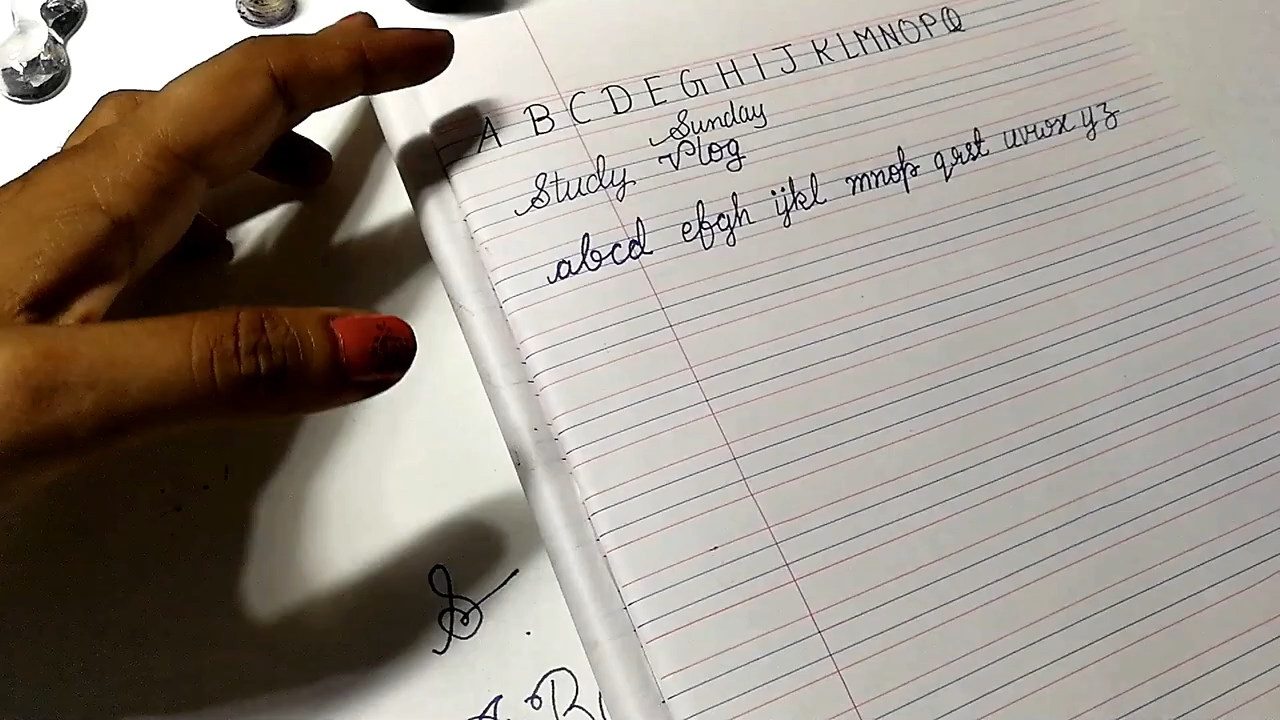 A B C D E G H I J K L M N O P Q
Sunday
Study Vlog
abcd efgh ijkl mnop qrst uvwx yz
S
R